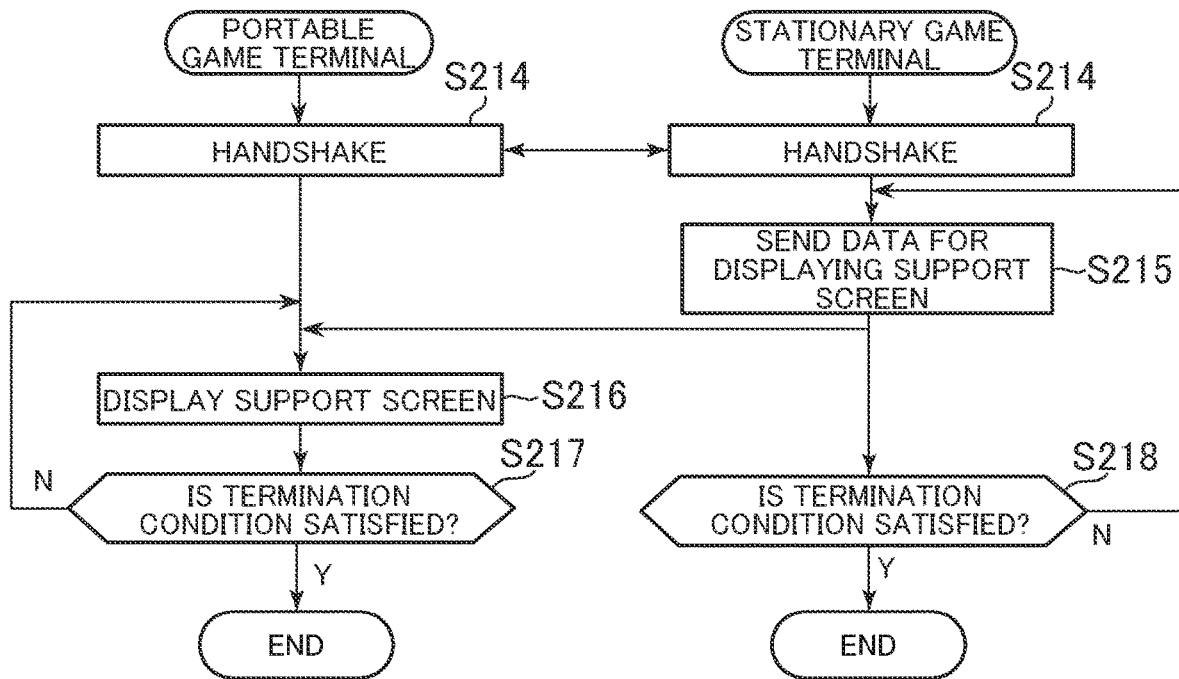 PORTABLE
GAME TERMINAL
STATIONARY GAME
TERMINAL
S214
S214
HANDSHAKE
HANDSHAKE
SEND DATA FOR
DISPLAYING SUPPORT
SCREEN
S215
DISPLAY SUPPORT SCREEN
S216
S217
S218
N
IS TERMINATION
CONDITION SATISFIED?
IS TERMINATION
CONDITION SATISFIED?
N
Y
Y
END
END